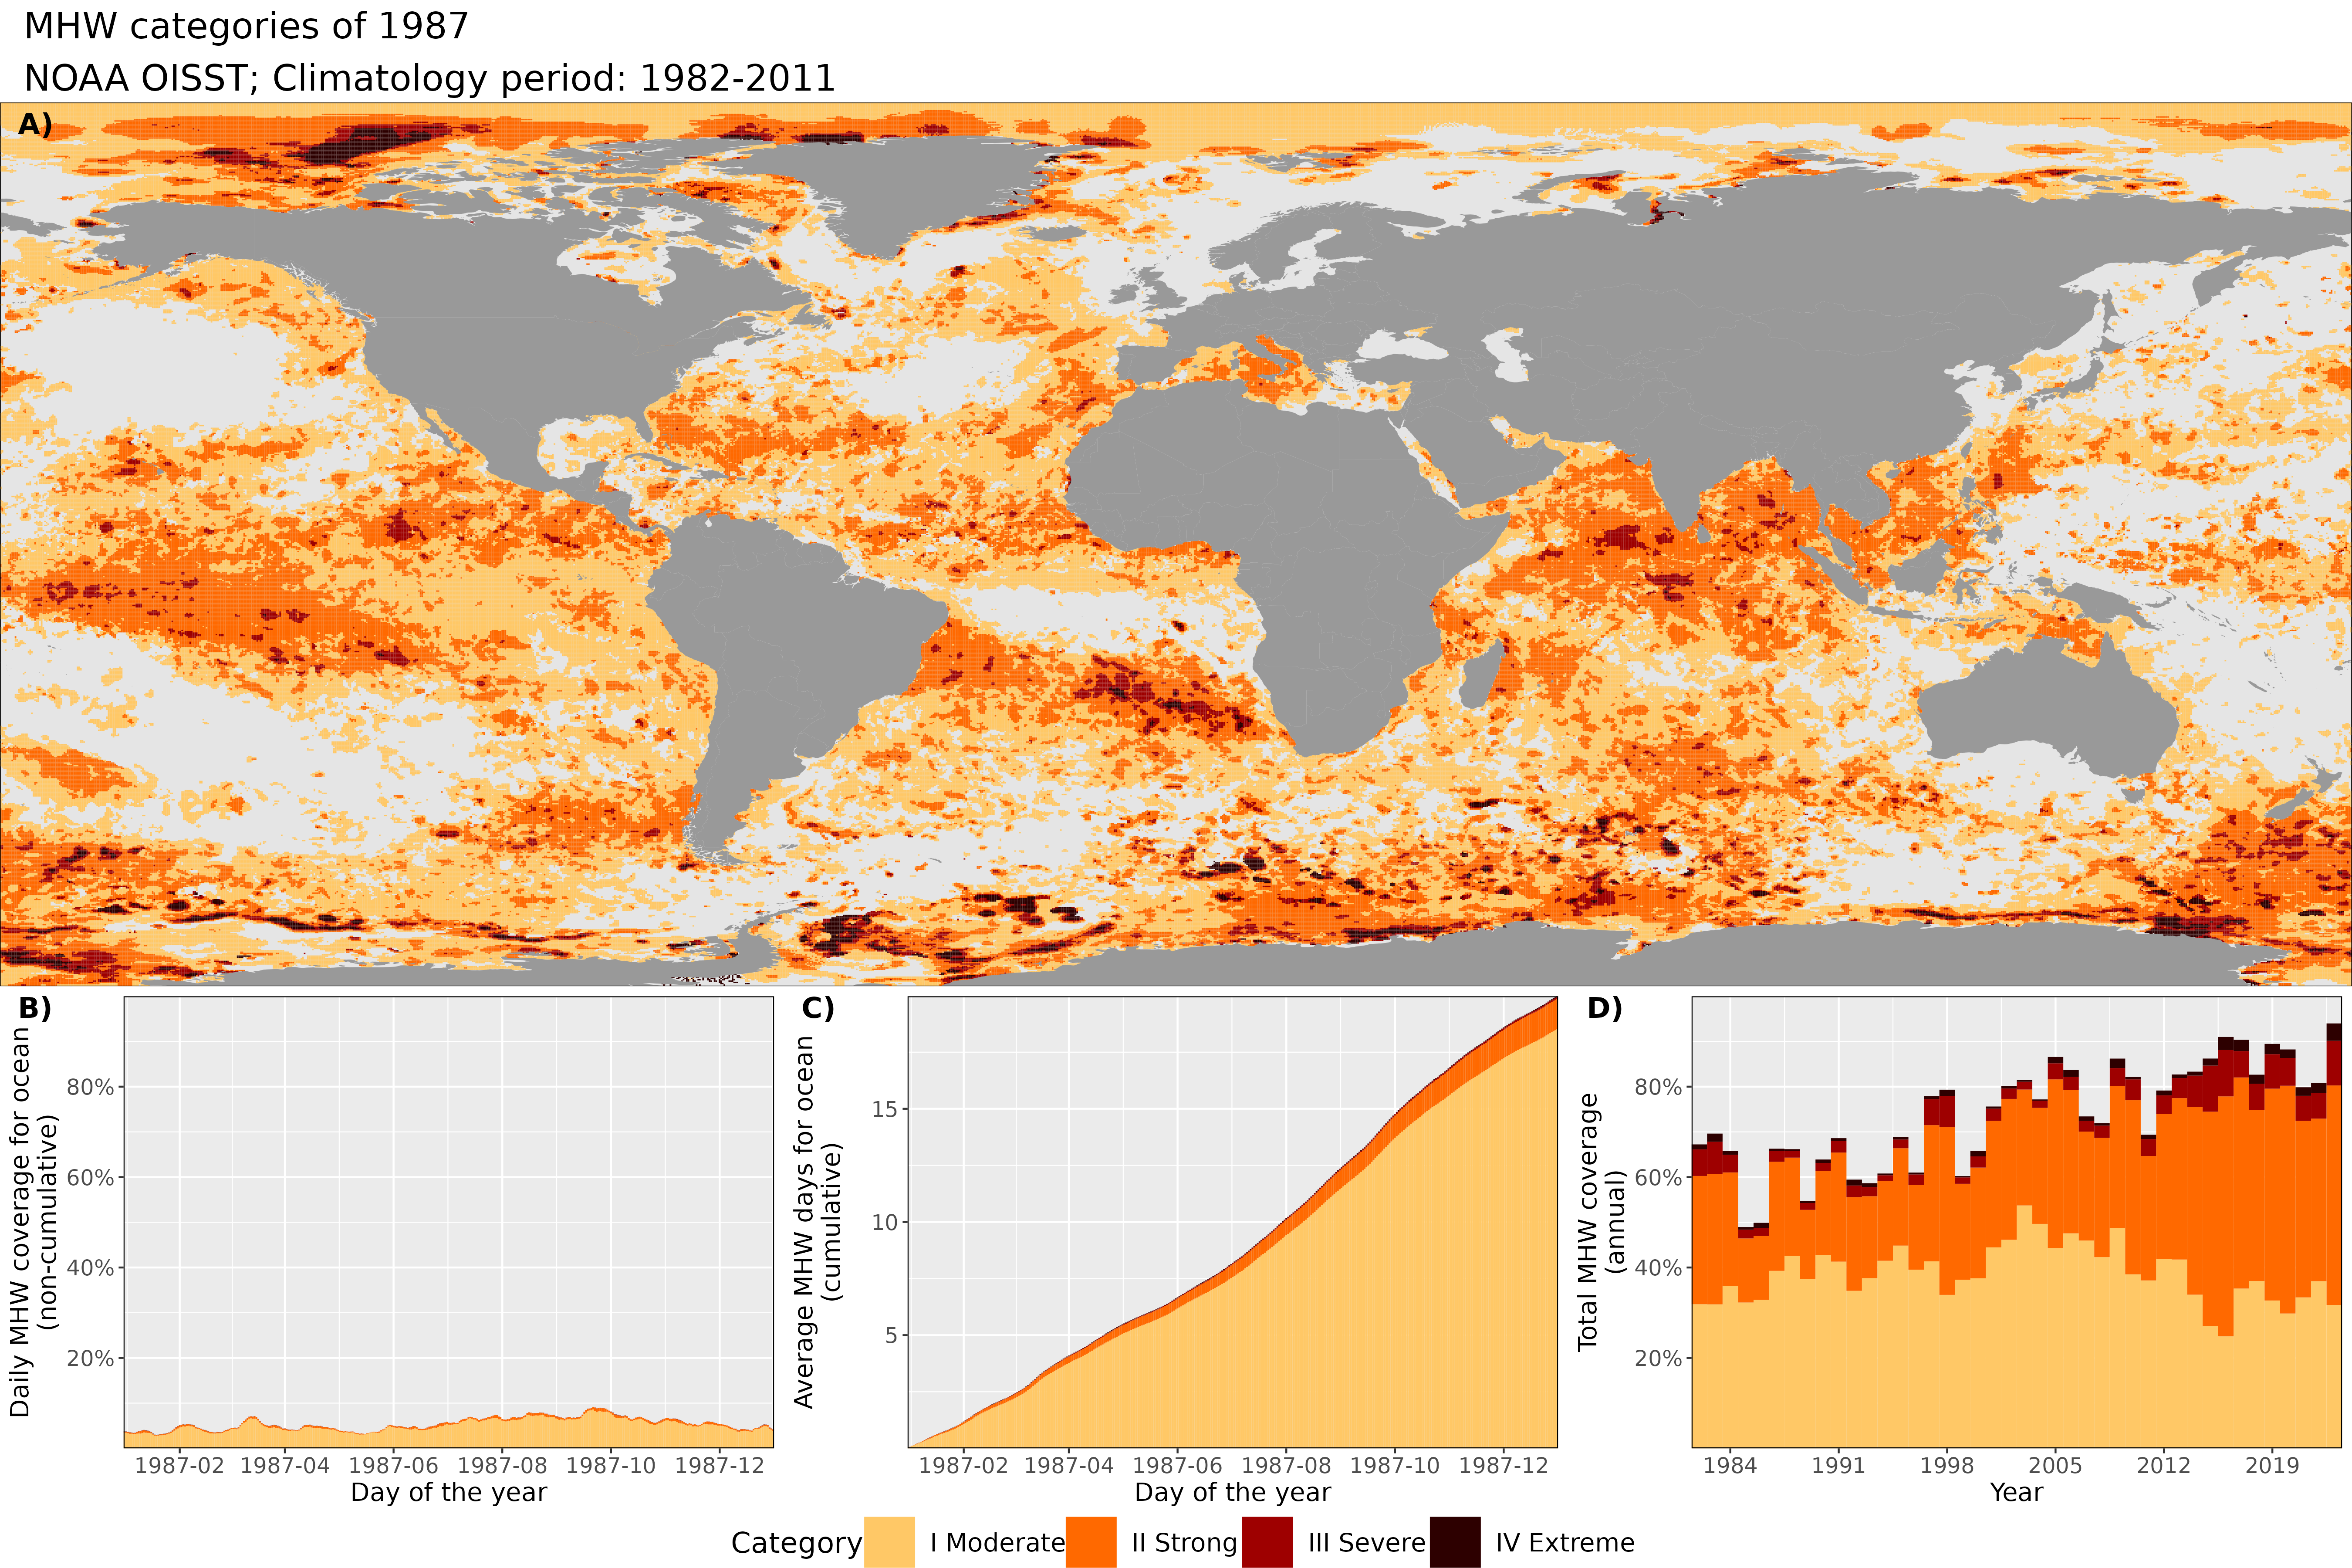 MHW categories of 1987
NOAA OISST; Climatology period: 1982-2011
A)
B)
Daily MHW coverage for ocean
(non-cumulative)
80%
60%
40%
20%
1987-02 1987-04 1987-06 1987-08 1987-10 1987-12
Day of the year
C)
Average MHW days for ocean
(cumulative)
15
10
5
1987-02 1987-04 1987-06 1987-08 1987-10 1987-12
Day of the year
D)
Total MHW coverage
(annual)
80%
60%
40%
20%
1984 1991 1998 2005 2012 2019
Year
Category I Moderate II Strong III Severe IV Extreme